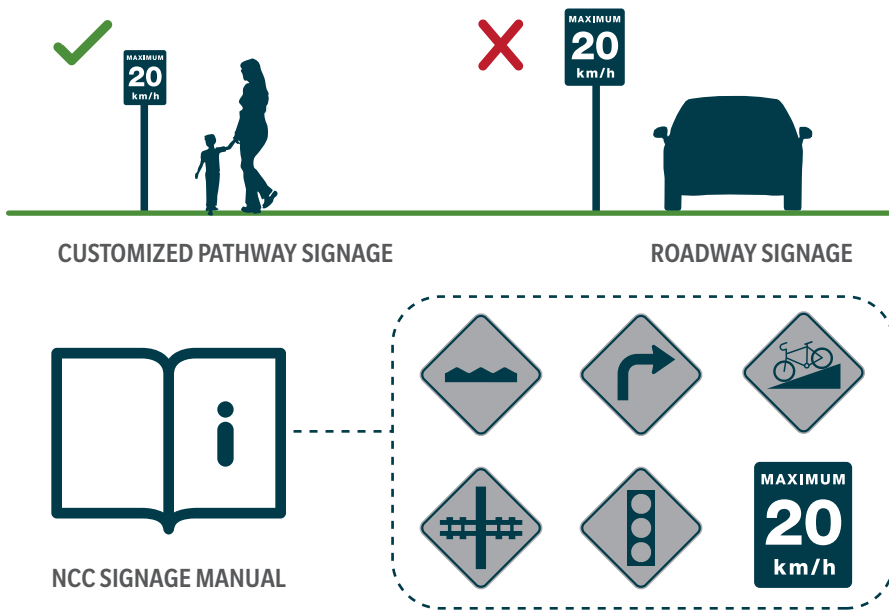 MAXIMUM
20
km/h
MAXIMUM
20
km/h
CUSTOMIZED PATHWAY SIGNAGE
ROADWAY SIGNAGE
i
MAXIMUM
20
km/h
NCC SIGNAGE MANUAL